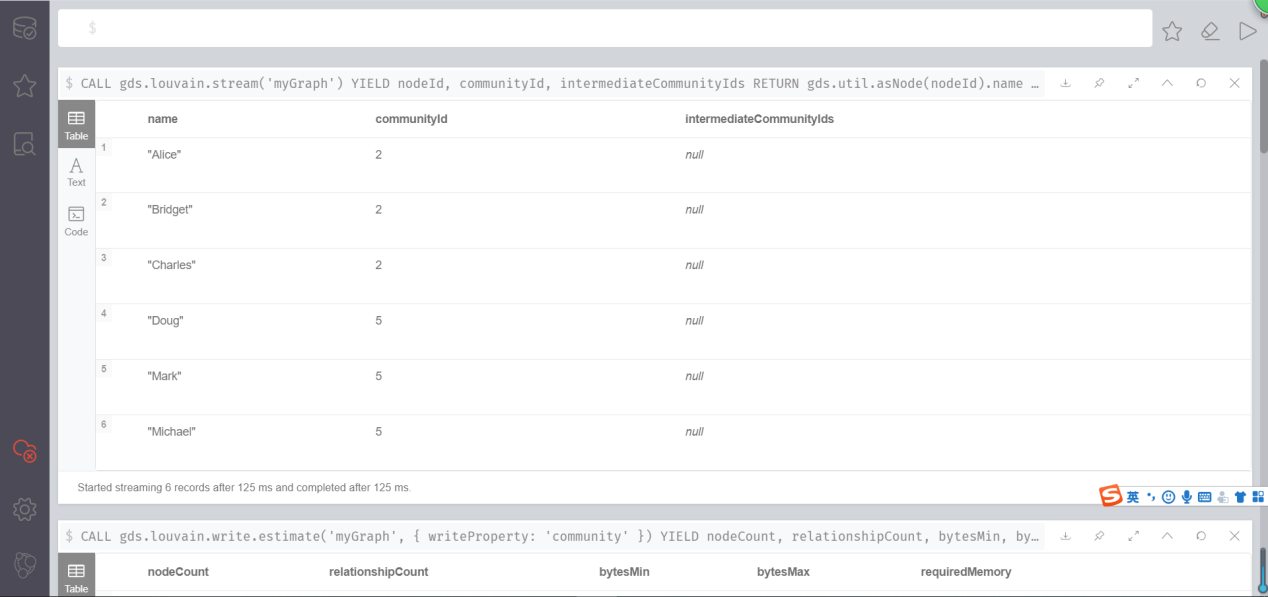 $
$ CALL gds.louvain.stream('myGraph') YIELD nodeId, communityId, intermediateCommunityIds RETURN gds.util.asNode(nodeId).name …
Table
Text
Code
name communityId intermediateCommunityIds
1 "Alice" 2 null
2 "Bridget" 2 null
3 "Charles" 2 null
4 "Doug" 5 null
5 "Mark" 5 null
6 "Michael" 5 null
Started streaming 6 records after 125 ms and completed after 125 ms.
英
$ CALL gds.louvain.write.estimate('myGraph', { writeProperty: 'community' }) YIELD nodeCount, relationshipCount, bytesMin, by…
Table
nodeCount relationshipCount bytesMin bytesMax requiredMemory